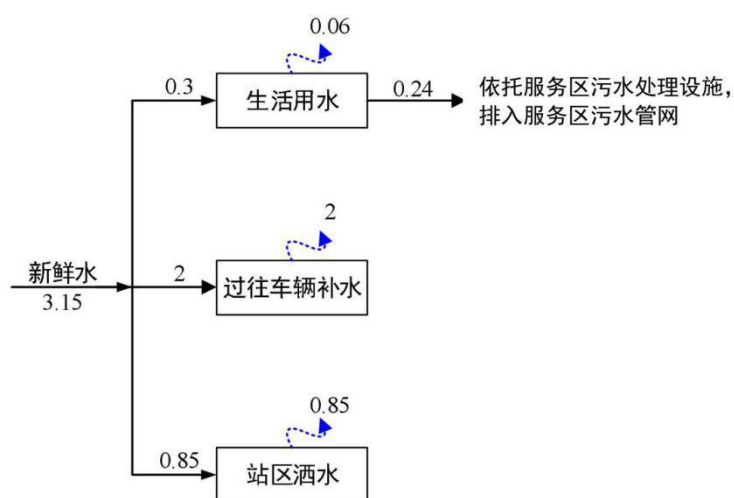 0.06
0.3
生活用水
0.24
依托服务区污水处理设施，
排入服务区污水管网
2
新鲜水
3.15
2
过往车辆补水
0.85
0.85
站区洒水